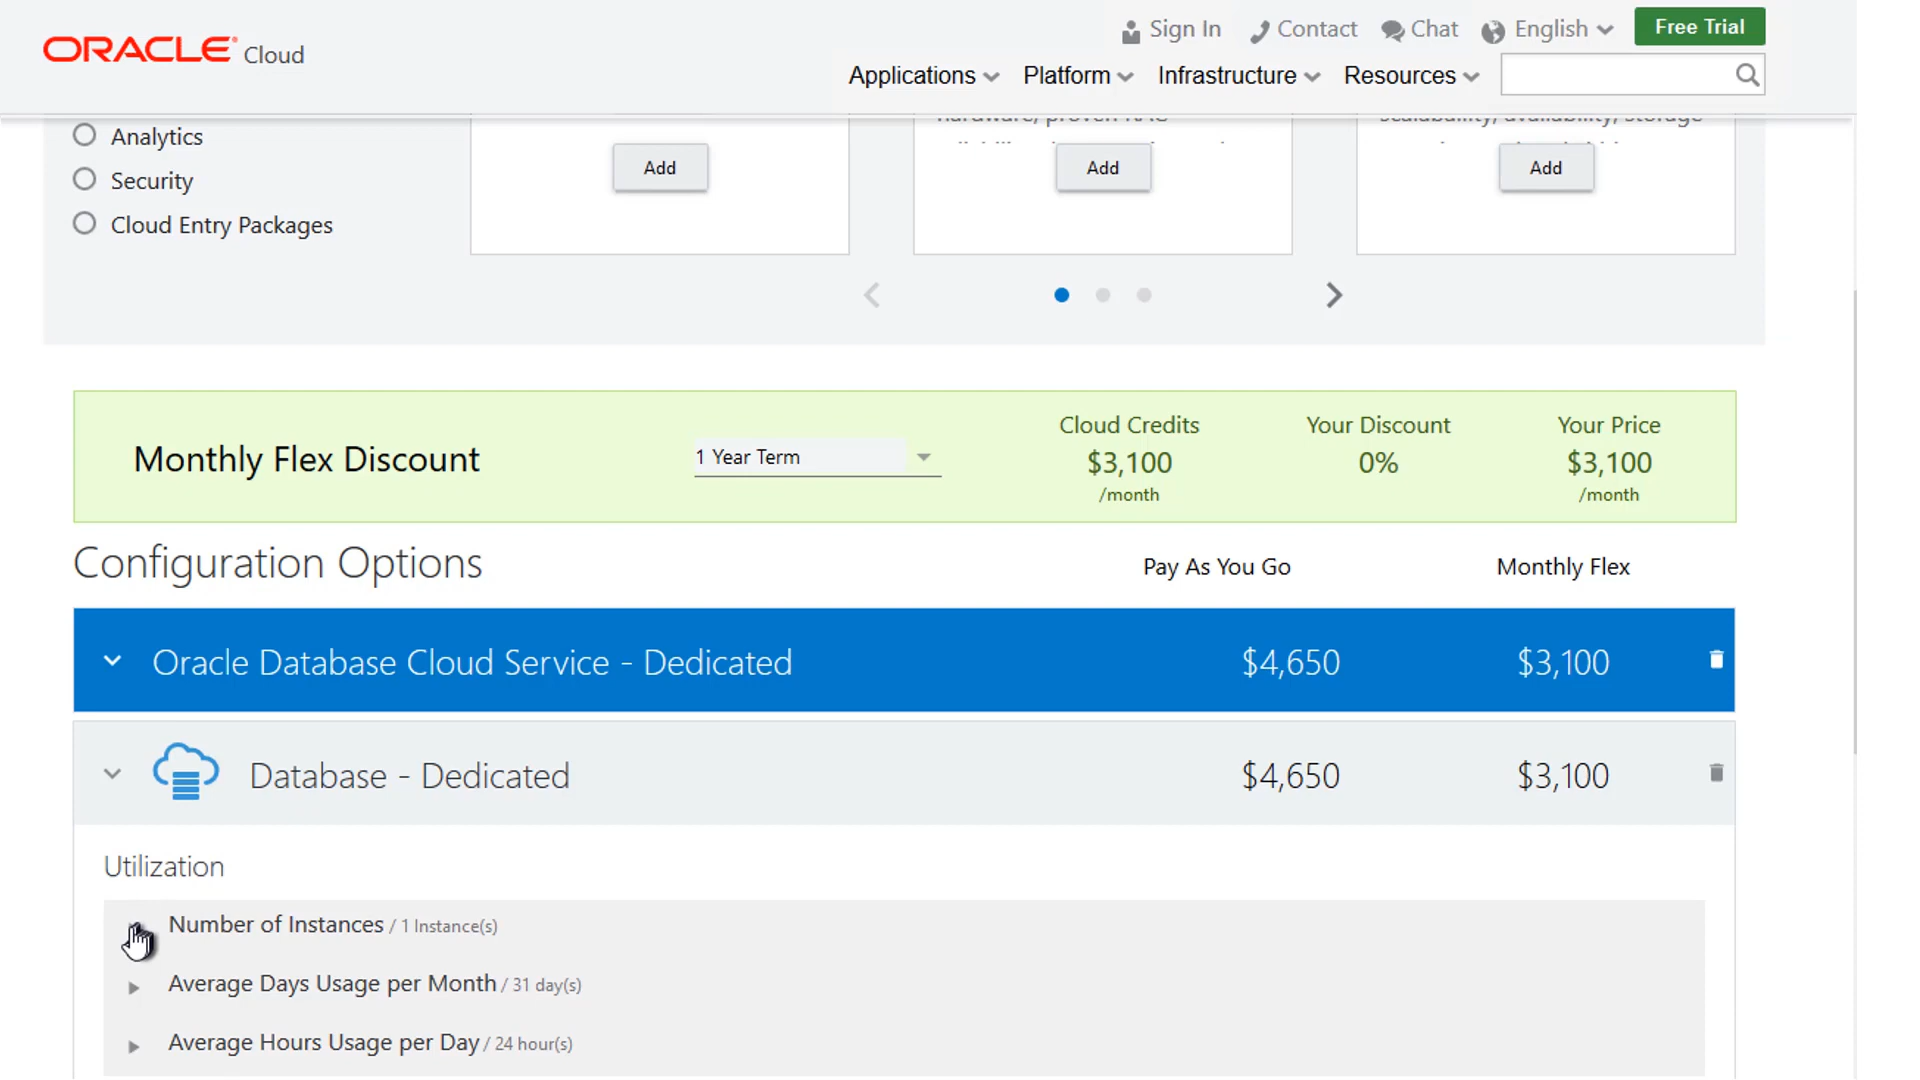 Sign In Contact Chat English Free Trial
ORACLE Cloud
Applications Platform Infrastructure Resources
Analytics
Security
Cloud Entry Packages
Add Add Add
Cloud Credits Your Discount Your Price
Monthly Flex Discount 1 Year Term $3,100 0% $3,100
/month /month
Configuration Options Pay As You Go Monthly Flex
Oracle Database Cloud Service - Dedicated $4,650 $3,100
Database - Dedicated $4,650 $3,100
Utilization
Number of Instances / 1 Instance(s)
Average Days Usage per Month / 31 day(s)
Average Hours Usage per Day / 24 hour(s)